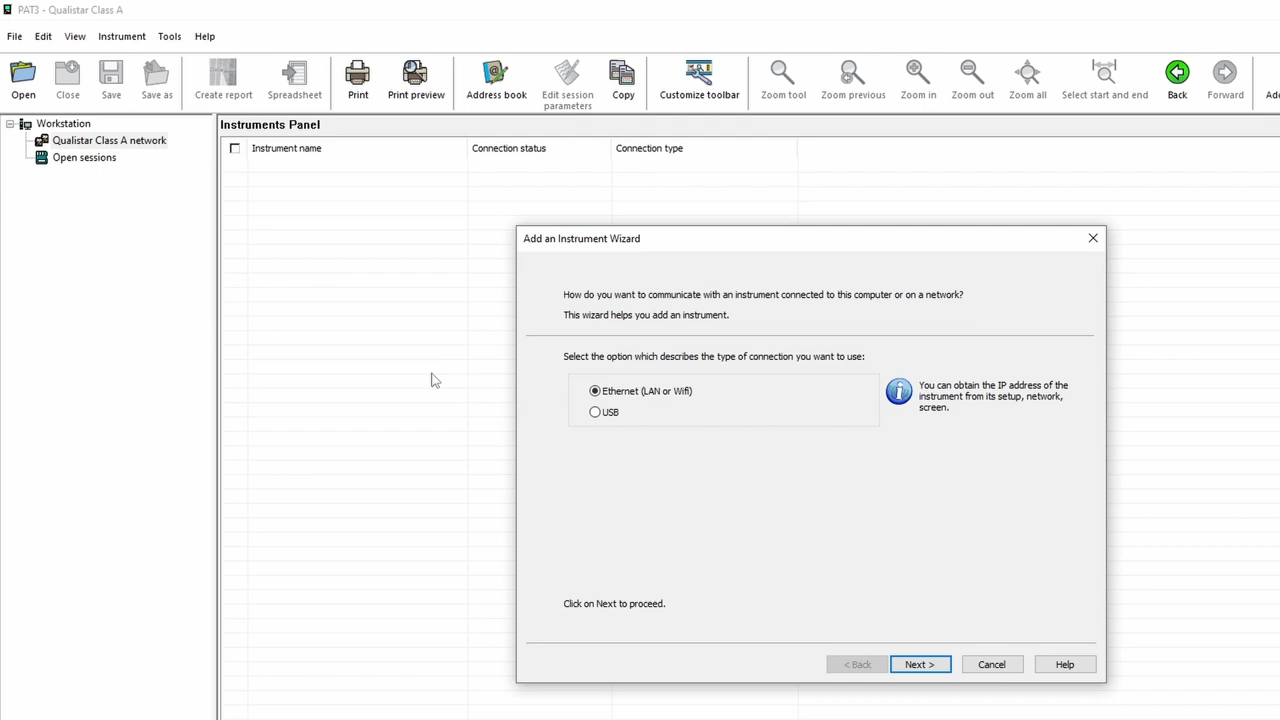 PAT3 - Qualistar Class A
File Edit View Instrument Tools Help
Open Close Save Save as Create report Spreadsheet Print Print preview Address book Edit session parameters Copy Customize toolbar Zoom tool Zoom previous Zoom in Zoom out Zoom all Select start and end Back Forward
Workstation
Qualistar Class A network
Open sessions
Instruments Panel
Instrument name Connection status Connection type
Add an Instrument Wizard
How do you want to communicate with an instrument connected to this computer or on a network?
This wizard helps you add an instrument.
Select the option which describes the type of connection you want to use:
Ethernet (LAN or Wifi)
USB
You can obtain the IP address of the
instrument from its setup, network,
screen.
Click on Next to proceed.
< Back Next > Cancel Help